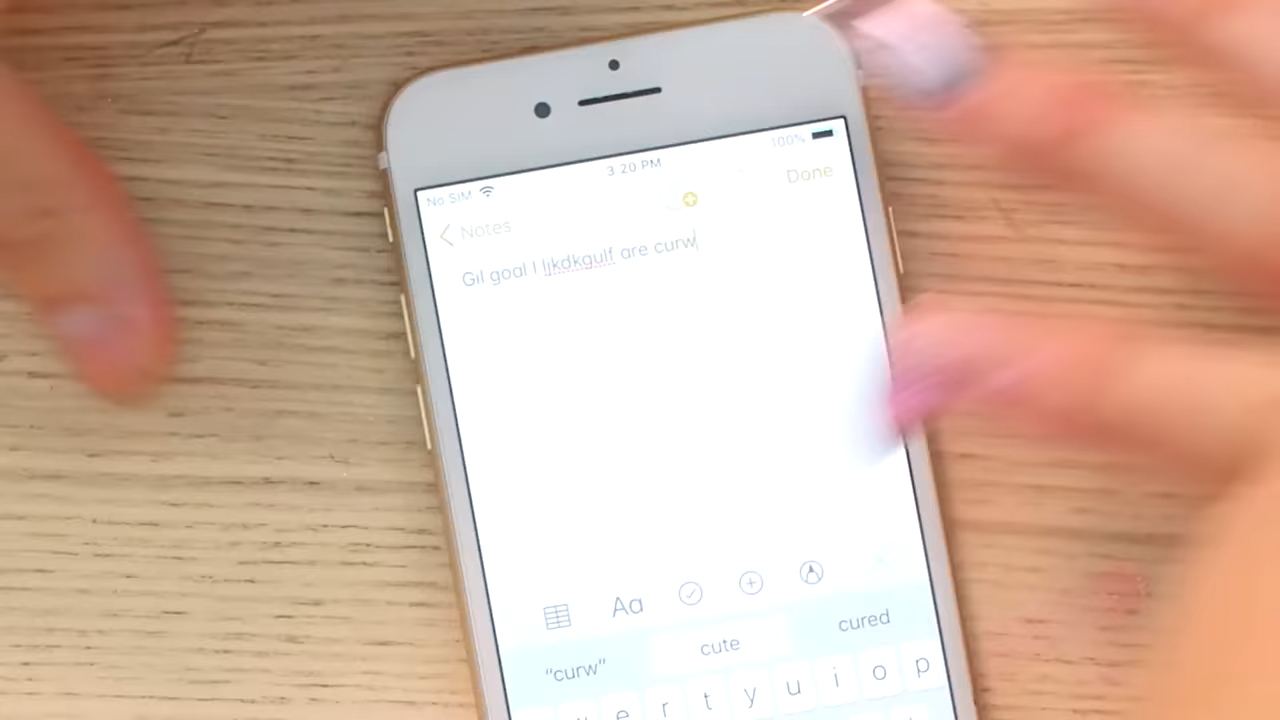 No SIM 3 20 PM 100%
Notes Done
Gil goal I ljkdkgulf are curw
Aa
"curw" cute cured
e r t y u i o p